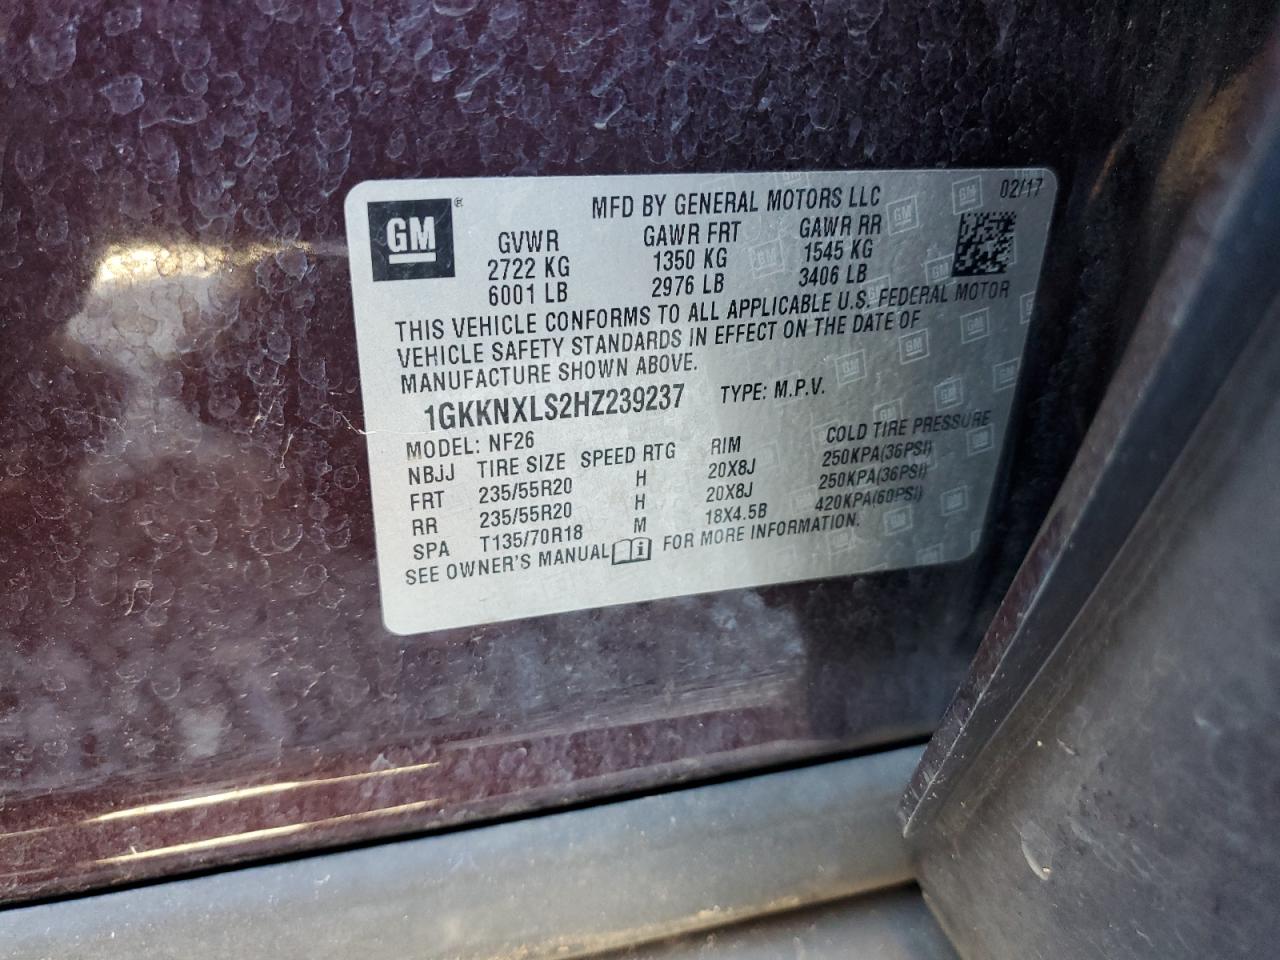 GM®
MFD BY GENERAL MOTORS LLC 02/17
GVWR GAWR FRT GAWR RR
2722 KG 1350 KG 1545 KG
6001 LB 2976 LB 3406 LB
THIS VEHICLE CONFORMS TO ALL APPLICABLE U.S. FEDERAL MOTOR
VEHICLE SAFETY STANDARDS IN EFFECT ON THE DATE OF
MANUFACTURE SHOWN ABOVE.
1GKKNXLS2HZ239237 TYPE: M.P.V.
MODEL: NF26
NBJJ TIRE SIZE SPEED RTG RIM COLD TIRE PRESSURE
FRT 235/55R20 H 20X8J 250KPA(36PSI)
RR 235/55R20 H 20X8J 250KPA(36PSI)
SPA T135/70R18 M 18X4.5B 420KPA(60PSI)
SEE OWNER'S MANUAL FOR MORE INFORMATION.